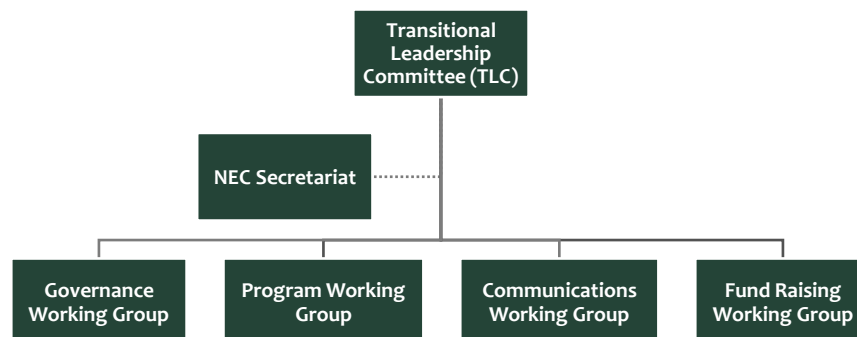 Transitional
Leadership
Committee (TLC)
NEC Secretariat
Governance
Working Group
Program Working
Group
Communications
Working Group
Fund Raising
Working Group